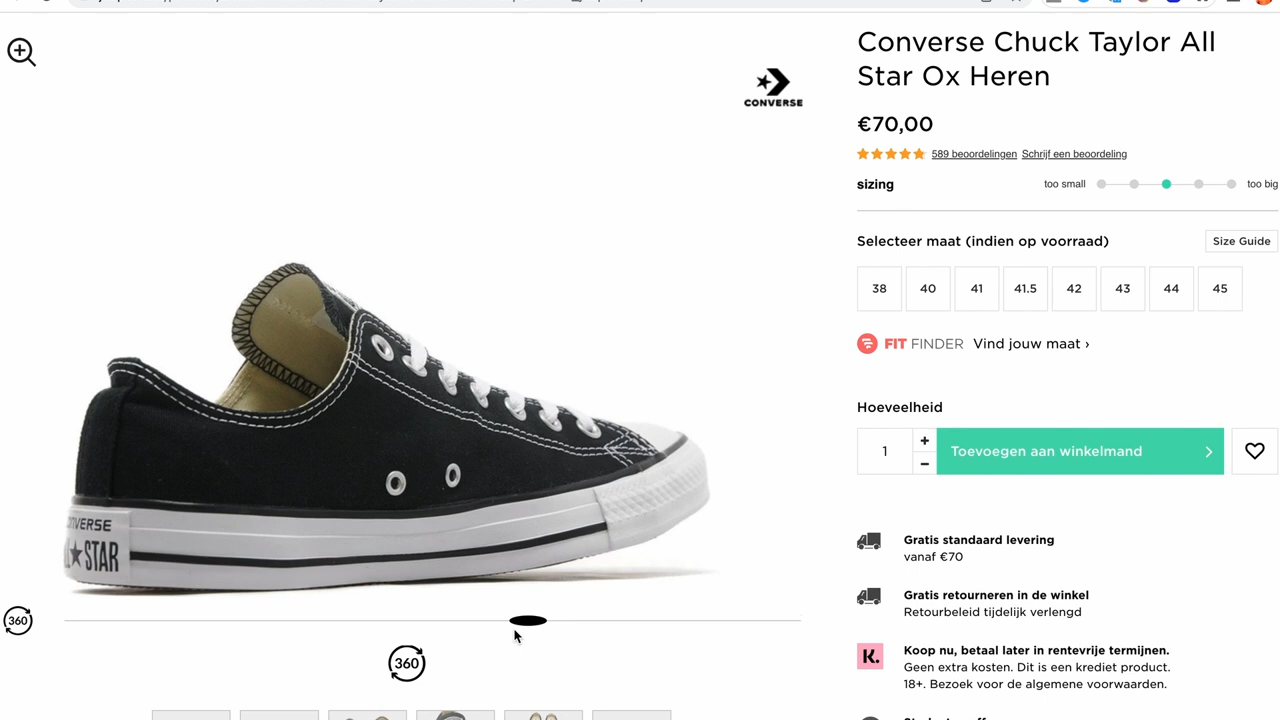 CONVERSE
Converse Chuck Taylor All
Star Ox Heren
€70,00
589 beoordelingen Schrijf een beoordeling
sizing too small too big
Selecteer maat (indien op voorraad) Size Guide
38 40 41 41.5 42 43 44 45
FIT FINDER Vind jouw maat ›
Hoeveelheid
1 + −
Toevoegen aan winkelmand
Gratis standaard levering
vanaf €70
Gratis retourneren in de winkel
Retourbeleid tijdelijk verlengd
K.
Koop nu, betaal later in rentevrije termijnen.
Geen extra kosten. Dit is een krediet product.
18+. Bezoek voor de algemene voorwaarden.
STAR
360
360